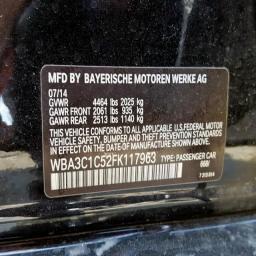 MFD BY BAYERISCHE MOTOREN WERKE AG
07/14
GVWR 4464 lbs 2025 kg
GAWR FRONT 2061 lbs 935 kg
GAWR REAR 2513 lbs 1140 kg
THIS VEHICLE CONFORMS TO ALL APPLICABLE FEDERAL MOTOR
VEHICLE SAFETY, BUMPER AND THEFT PREVENTION
STANDARDS IN EFFECT ON THE DATE OF MANUFACTURE SHOWN ABOVE.
WBA3C1C52FK117963 TYPE: PASSENGER CAR
668/